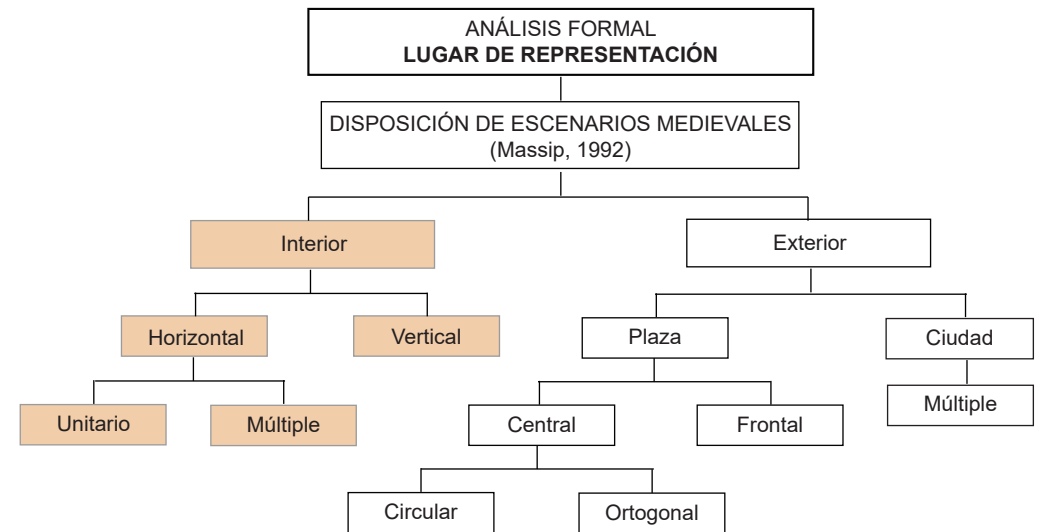 ANÁLISIS FORMAL
LUGAR DE REPRESENTACIÓN
DISPOSICIÓN DE ESCENARIOS MEDIEVALES
(Massip, 1992)
Interior
Exterior
Horizontal
Vertical
Plaza
Ciudad
Unitario
Múltiple
Central
Frontal
Múltiple
Circular
Ortogonal